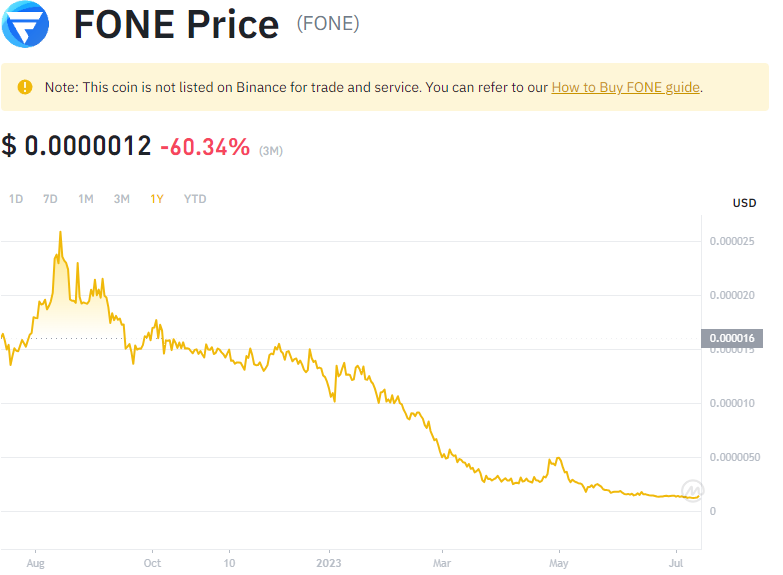 FONE Price (FONE)
Note: This coin is not listed on Binance for trade and service. You can refer to our How to Buy FONE guide.
$ 0.0000012 -60.34% (3M)
1D 7D 1M 3M 1Y YTD
USD
0.000025
0.000020
0.000016
0.000015
0.000010
0.0000050
0
Aug Oct 10 2023 Mar May Jul